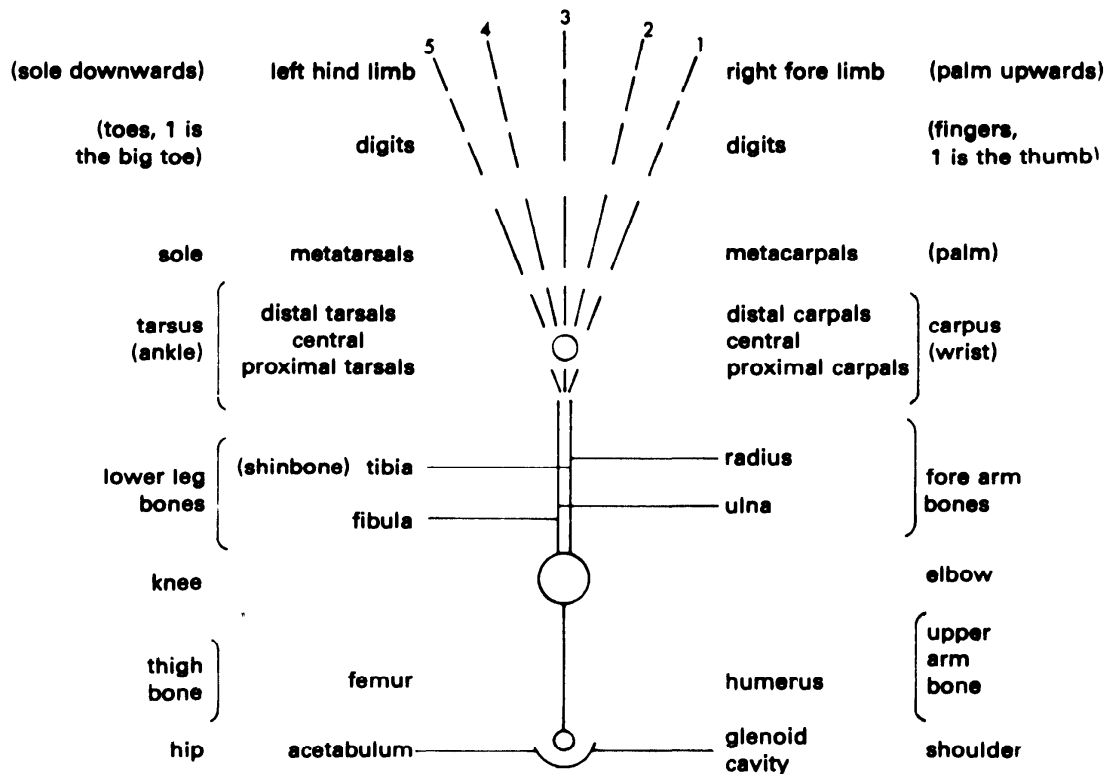 5 4 3 2 1
(sole downwards) left hind limb right fore limb (palm upwards)
(toes, 1 is
the big toe) digits digits (fingers,
1 is the thumb)
sole metatarsals metacarpals (palm)
tarsus
(ankle)
distal tarsals
central
proximal tarsals
distal carpals
central
proximal carpals
carpus
(wrist)
lower leg
bones
(shinbone) tibia
fibula
radius
ulna
fore arm
bones
knee elbow
thigh
bone
femur humerus
upper
arm
bone
hip acetabulum glenoid
cavity
shoulder